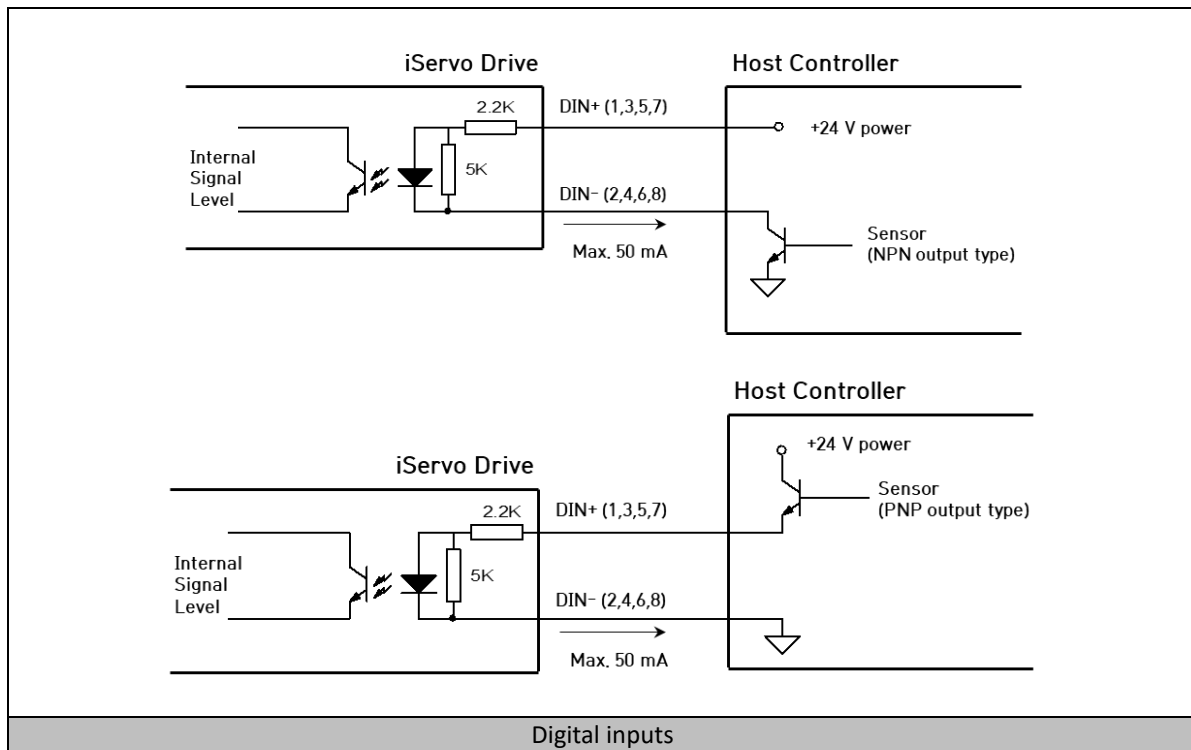 iServo Drive
Host Controller
2.2K
DIN+ (1,3,5,7)
+24 V power
Internal
Signal
Level
5K
DIN- (2,4,6,8)
Max. 50 mA
Sensor
(NPN output type)
Host Controller
+24 V power
iServo Drive
Sensor
(PNP output type)
2.2K
DIN+ (1,3,5,7)
Internal
Signal
Level
5K
DIN- (2,4,6,8)
Max. 50 mA
Digital inputs